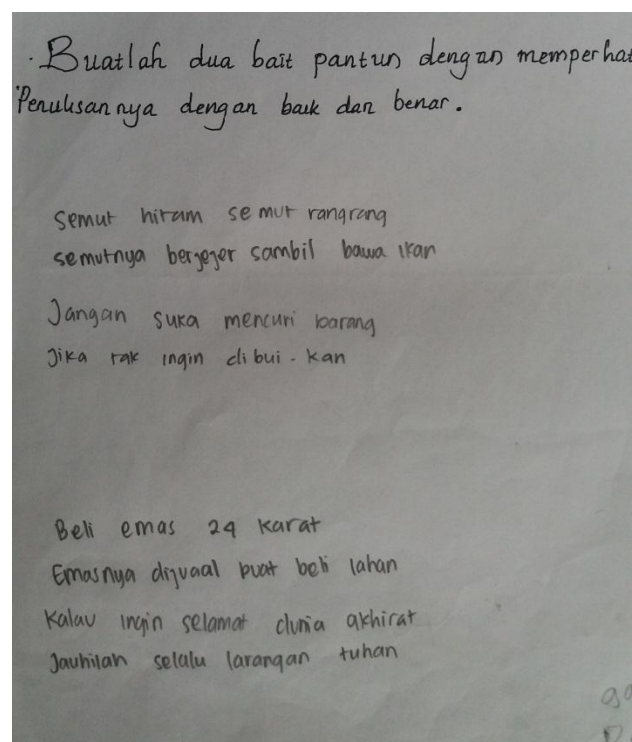 . Buatlah dua bait pantun dengan memperhat
Penulisannya dengan baik dan benar.
Semut hitam semut rangrang
semutnya berjejer sambil bawa ikan
Jangan suka mencuri barang
Jika tak ingin dibui-kan
Beli emas 24 karat
Emasnya dijuaal buat beli lahan
Kalau ingin selamat dunia akhirat
Jauhilah selalu larangan tuhan
ga